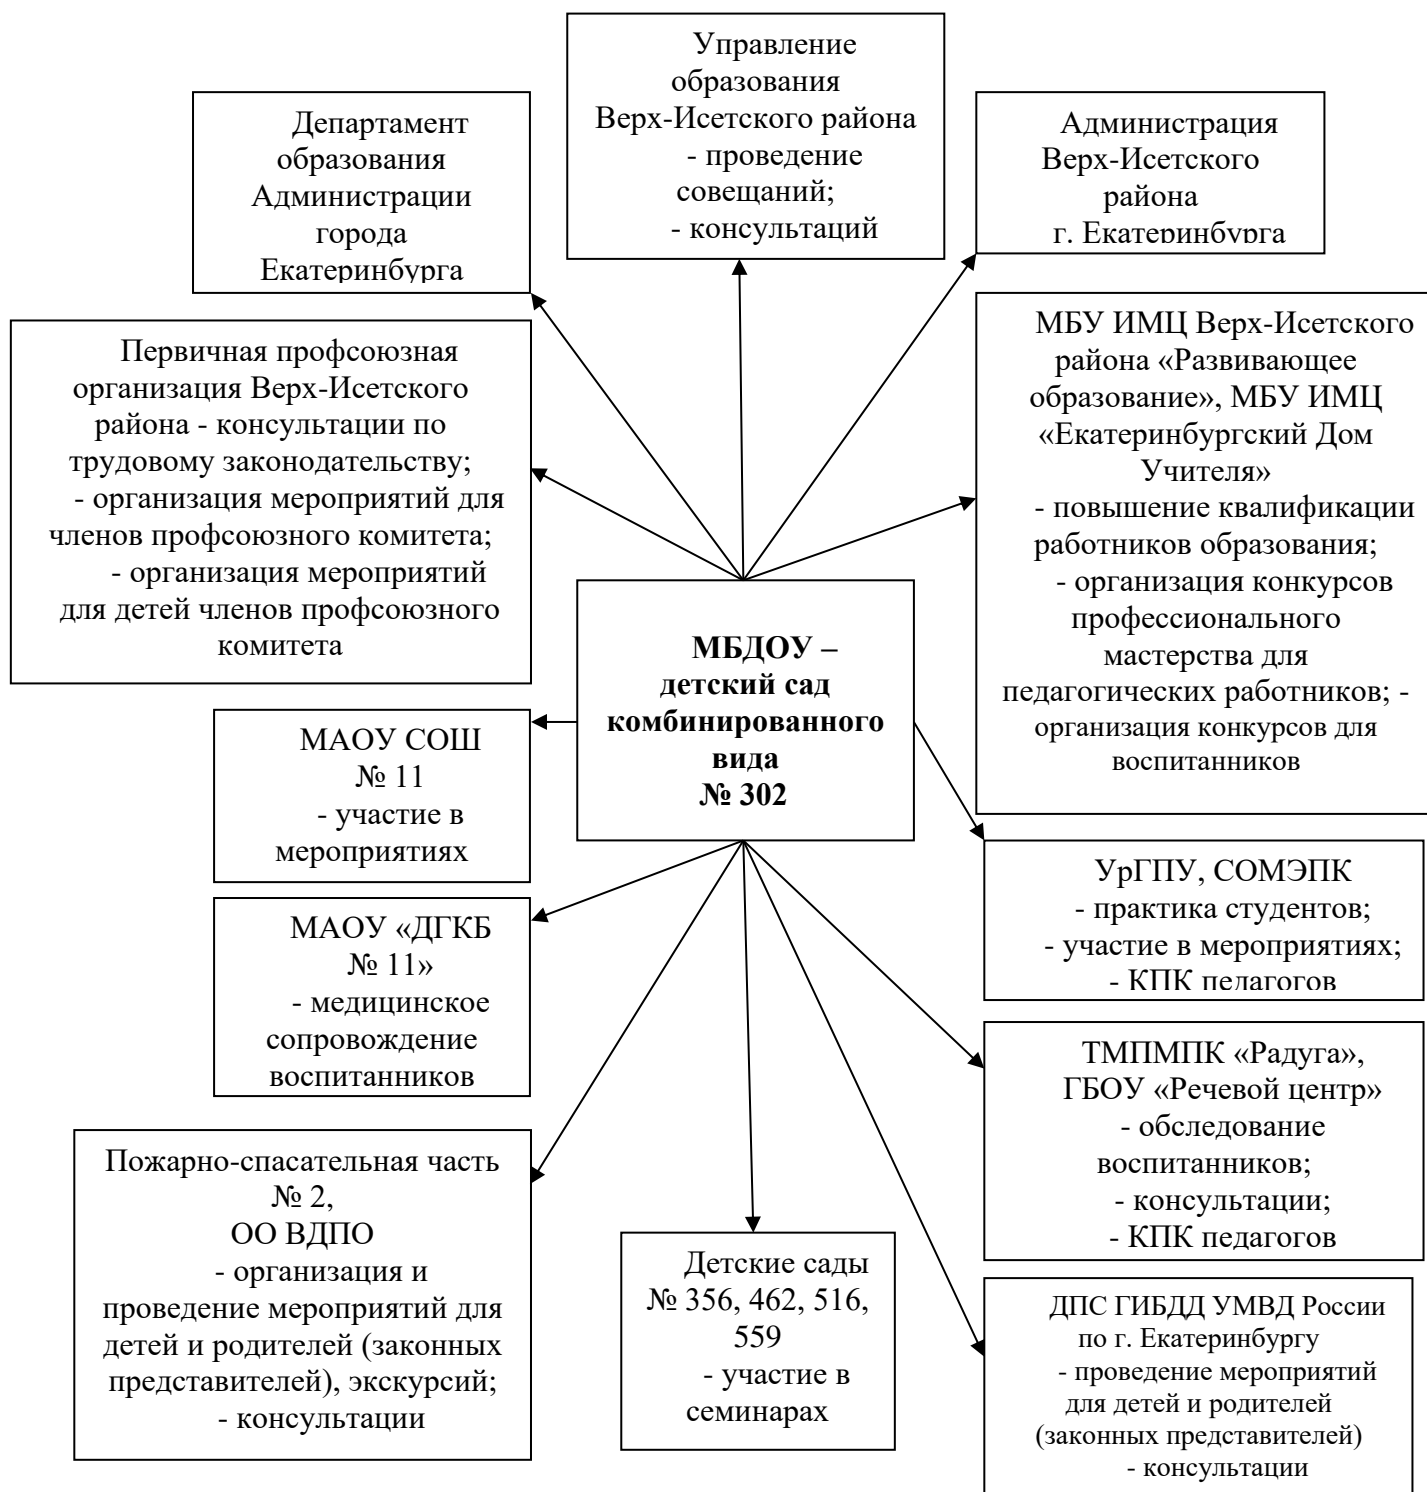 Управление
образования
Верх-Исетского района
- проведение
совещаний;
- консультаций
Департамент
образования
Администрации
города
Екатеринбурга
Администрация
Верх-Исетского
района
г. Екатеринбурга
Первичная профсоюзная
организация Верх-Исетского
района - консультации по
трудовому законодательству;
- организация мероприятий для
членов профсоюзного комитета;
- организация мероприятий
для детей членов профсоюзного
комитета
МБУ ИМЦ Верх-Исетского
района «Развивающее
образование», МБУ ИМЦ
«Екатеринбургский Дом
Учителя»
- повышение квалификации
работников образования;
- организация конкурсов
профессионального
мастерства для
педагогических работников; -
организация конкурсов для
воспитанников
МБДОУ –
детский сад
комбинированного
вида
№ 302
МАОУ СОШ
№ 11
- участие в
мероприятиях
УрГПУ, СОМЭПК
- практика студентов;
- участие в мероприятиях;
- КПК педагогов
МАОУ «ДГКБ
№ 11»
- медицинское
сопровождение
воспитанников
ТМПМПК «Радуга»,
ГБОУ «Речевой центр»
- обследование
воспитанников;
- консультации;
- КПК педагогов
Пожарно-спасательная часть
№ 2,
ОО ВДПО
- организация и
проведение мероприятий для
детей и родителей (законных
представителей), экскурсий;
- консультации
Детские сады
№ 356, 462, 516,
559
- участие в
семинарах
ДПС ГИБДД УМВД России
по г. Екатеринбургу
- проведение мероприятий
для детей и родителей
(законных представителей)
- консультации